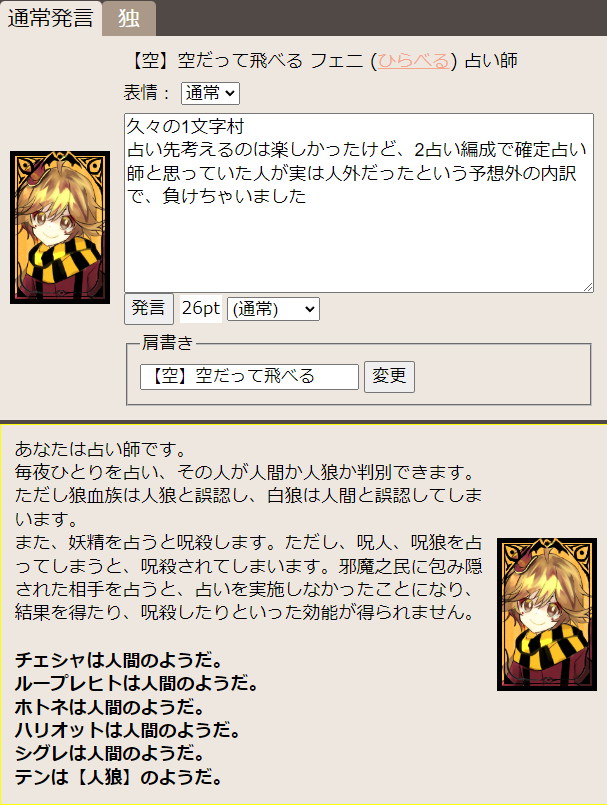 通常発言 独
【空】空だって飛べる フェニ (ひらべる) 占い師
表情： 通常
久々の1文字村
占い先考えるのは楽しかったけど、2占い編成で確定占い
師と思っていた人が実は人外だったという予想外の内訳
で、負けちゃいました
発言 26pt (通常)
肩書き
【空】空だって飛べる 変更
あなたは占い師です。
毎夜ひとりを占い、その人が人間か人狼か判別できます。
ただし狼血族は人狼と誤認し、白狼は人間と誤認してしま
います。
また、妖精を占うと呪殺します。ただし、呪人、呪狼を占
ってしまうと、呪殺されてしまいます。邪魔之民に包み隠
された相手を占うと、占いを実施しなかったことになり、
結果を得たり、呪殺したりといった効能が得られません。
チェシャは人間のようだ。
ループレヒトは人間のようだ。
ホトネは人間のようだ。
ハリオットは人間のようだ。
シグレは人間のようだ。
テンは【人狼】のようだ。